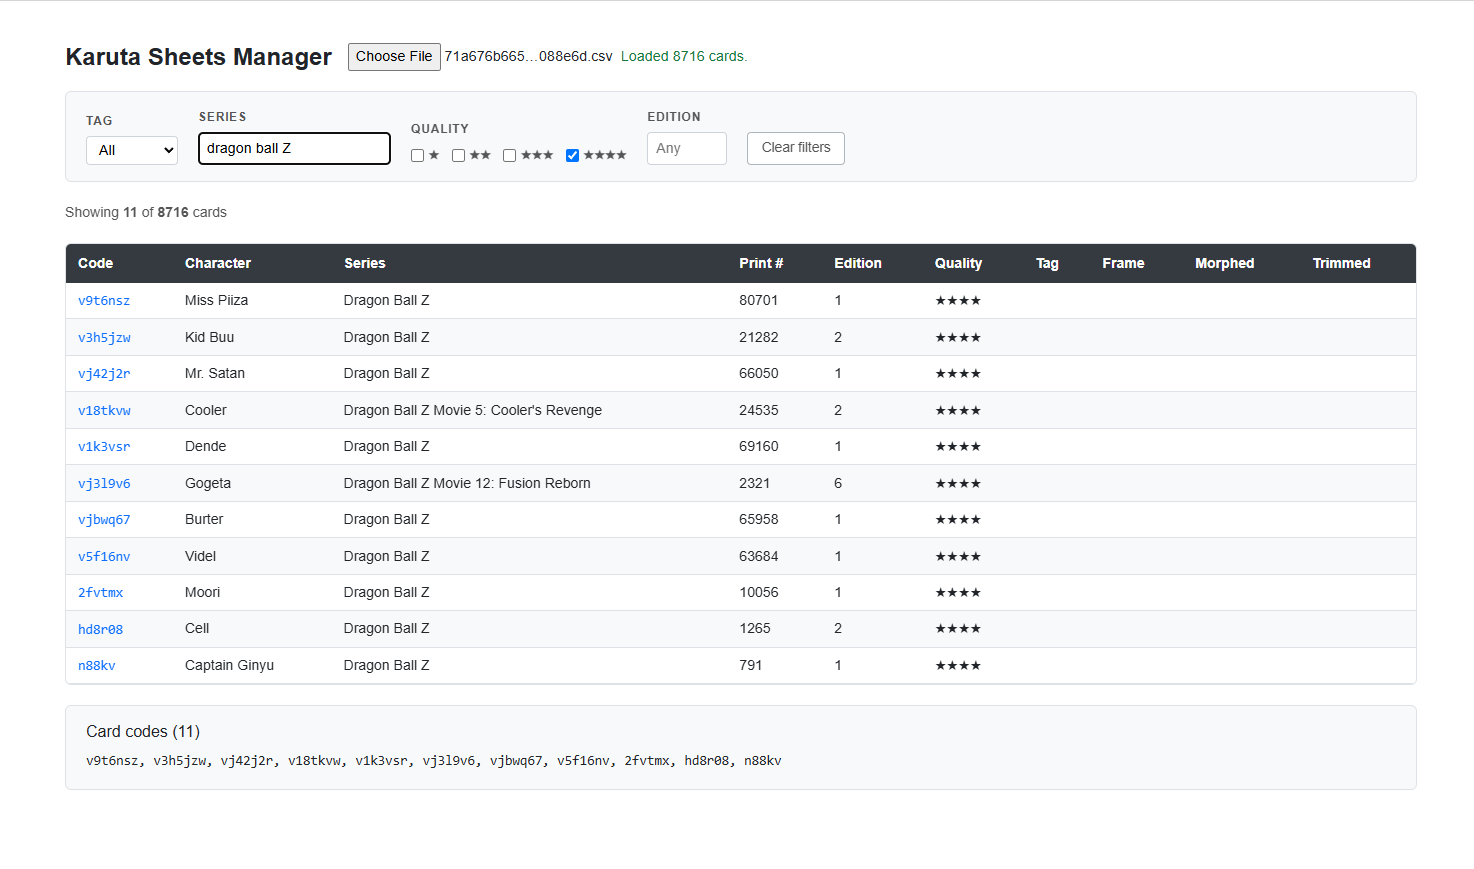 Karuta Sheets Manager Choose File 71a676b665...088e6d.csv Loaded 8716 cards.
TAG SERIES QUALITY EDITION
All dragon ball Z ★ ★★ ★★★ ★★★★ Any Clear filters
Showing 11 of 8716 cards
Code Character Series Print # Edition Quality Tag Frame Morphed Trimmed
v9t6nsz Miss Piiza Dragon Ball Z 80701 1 ★★★★
v3h5jzw Kid Buu Dragon Ball Z 21282 2 ★★★★
vj42j2r Mr. Satan Dragon Ball Z 66050 1 ★★★★
v18tkvw Cooler Dragon Ball Z Movie 5: Cooler's Revenge 24535 2 ★★★★
v1k3vsr Dende Dragon Ball Z 69160 1 ★★★★
vj3l9v6 Gogeta Dragon Ball Z Movie 12: Fusion Reborn 2321 6 ★★★★
vjbwq67 Burter Dragon Ball Z 65958 1 ★★★★
v5f16nv Videl Dragon Ball Z 63684 1 ★★★★
2fvtmx Moori Dragon Ball Z 10056 1 ★★★★
hd8r08 Cell Dragon Ball Z 1265 2 ★★★★
n88kv Captain Ginyu Dragon Ball Z 791 1 ★★★★
Card codes (11)
v9t6nsz, v3h5jzw, vj42j2r, v18tkvw, v1k3vsr, vj3l9v6, vjbwq67, v5f16nv, 2fvtmx, hd8r08, n88kv